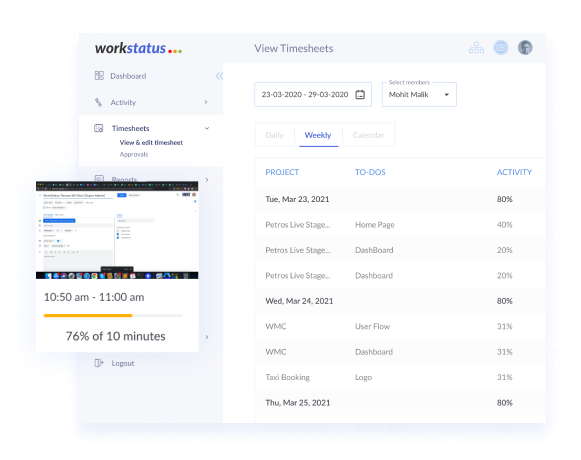 workstatus
View Timesheets
Dashboard
Activity
Timesheets
View & edit timesheet
Approvals
Reports
Logout
23-03-2020 - 29-03-2020
Select members
Mohit Malik
Daily Weekly Calendar
PROJECT TO-DOS ACTIVITY
Tue, Mar 23, 2021 80%
Petros Live Stage... Home Page 40%
Petros Live Stage... DashBoard 20%
Petros Live Stage... Dashboard 20%
Wed, Mar 24, 2021 80%
WMC User Flow 31%
WMC Dashboard 31%
Taxi Booking Logo 31%
Thu, Mar 25, 2021 80%
10:50 am - 11:00 am
76% of 10 minutes